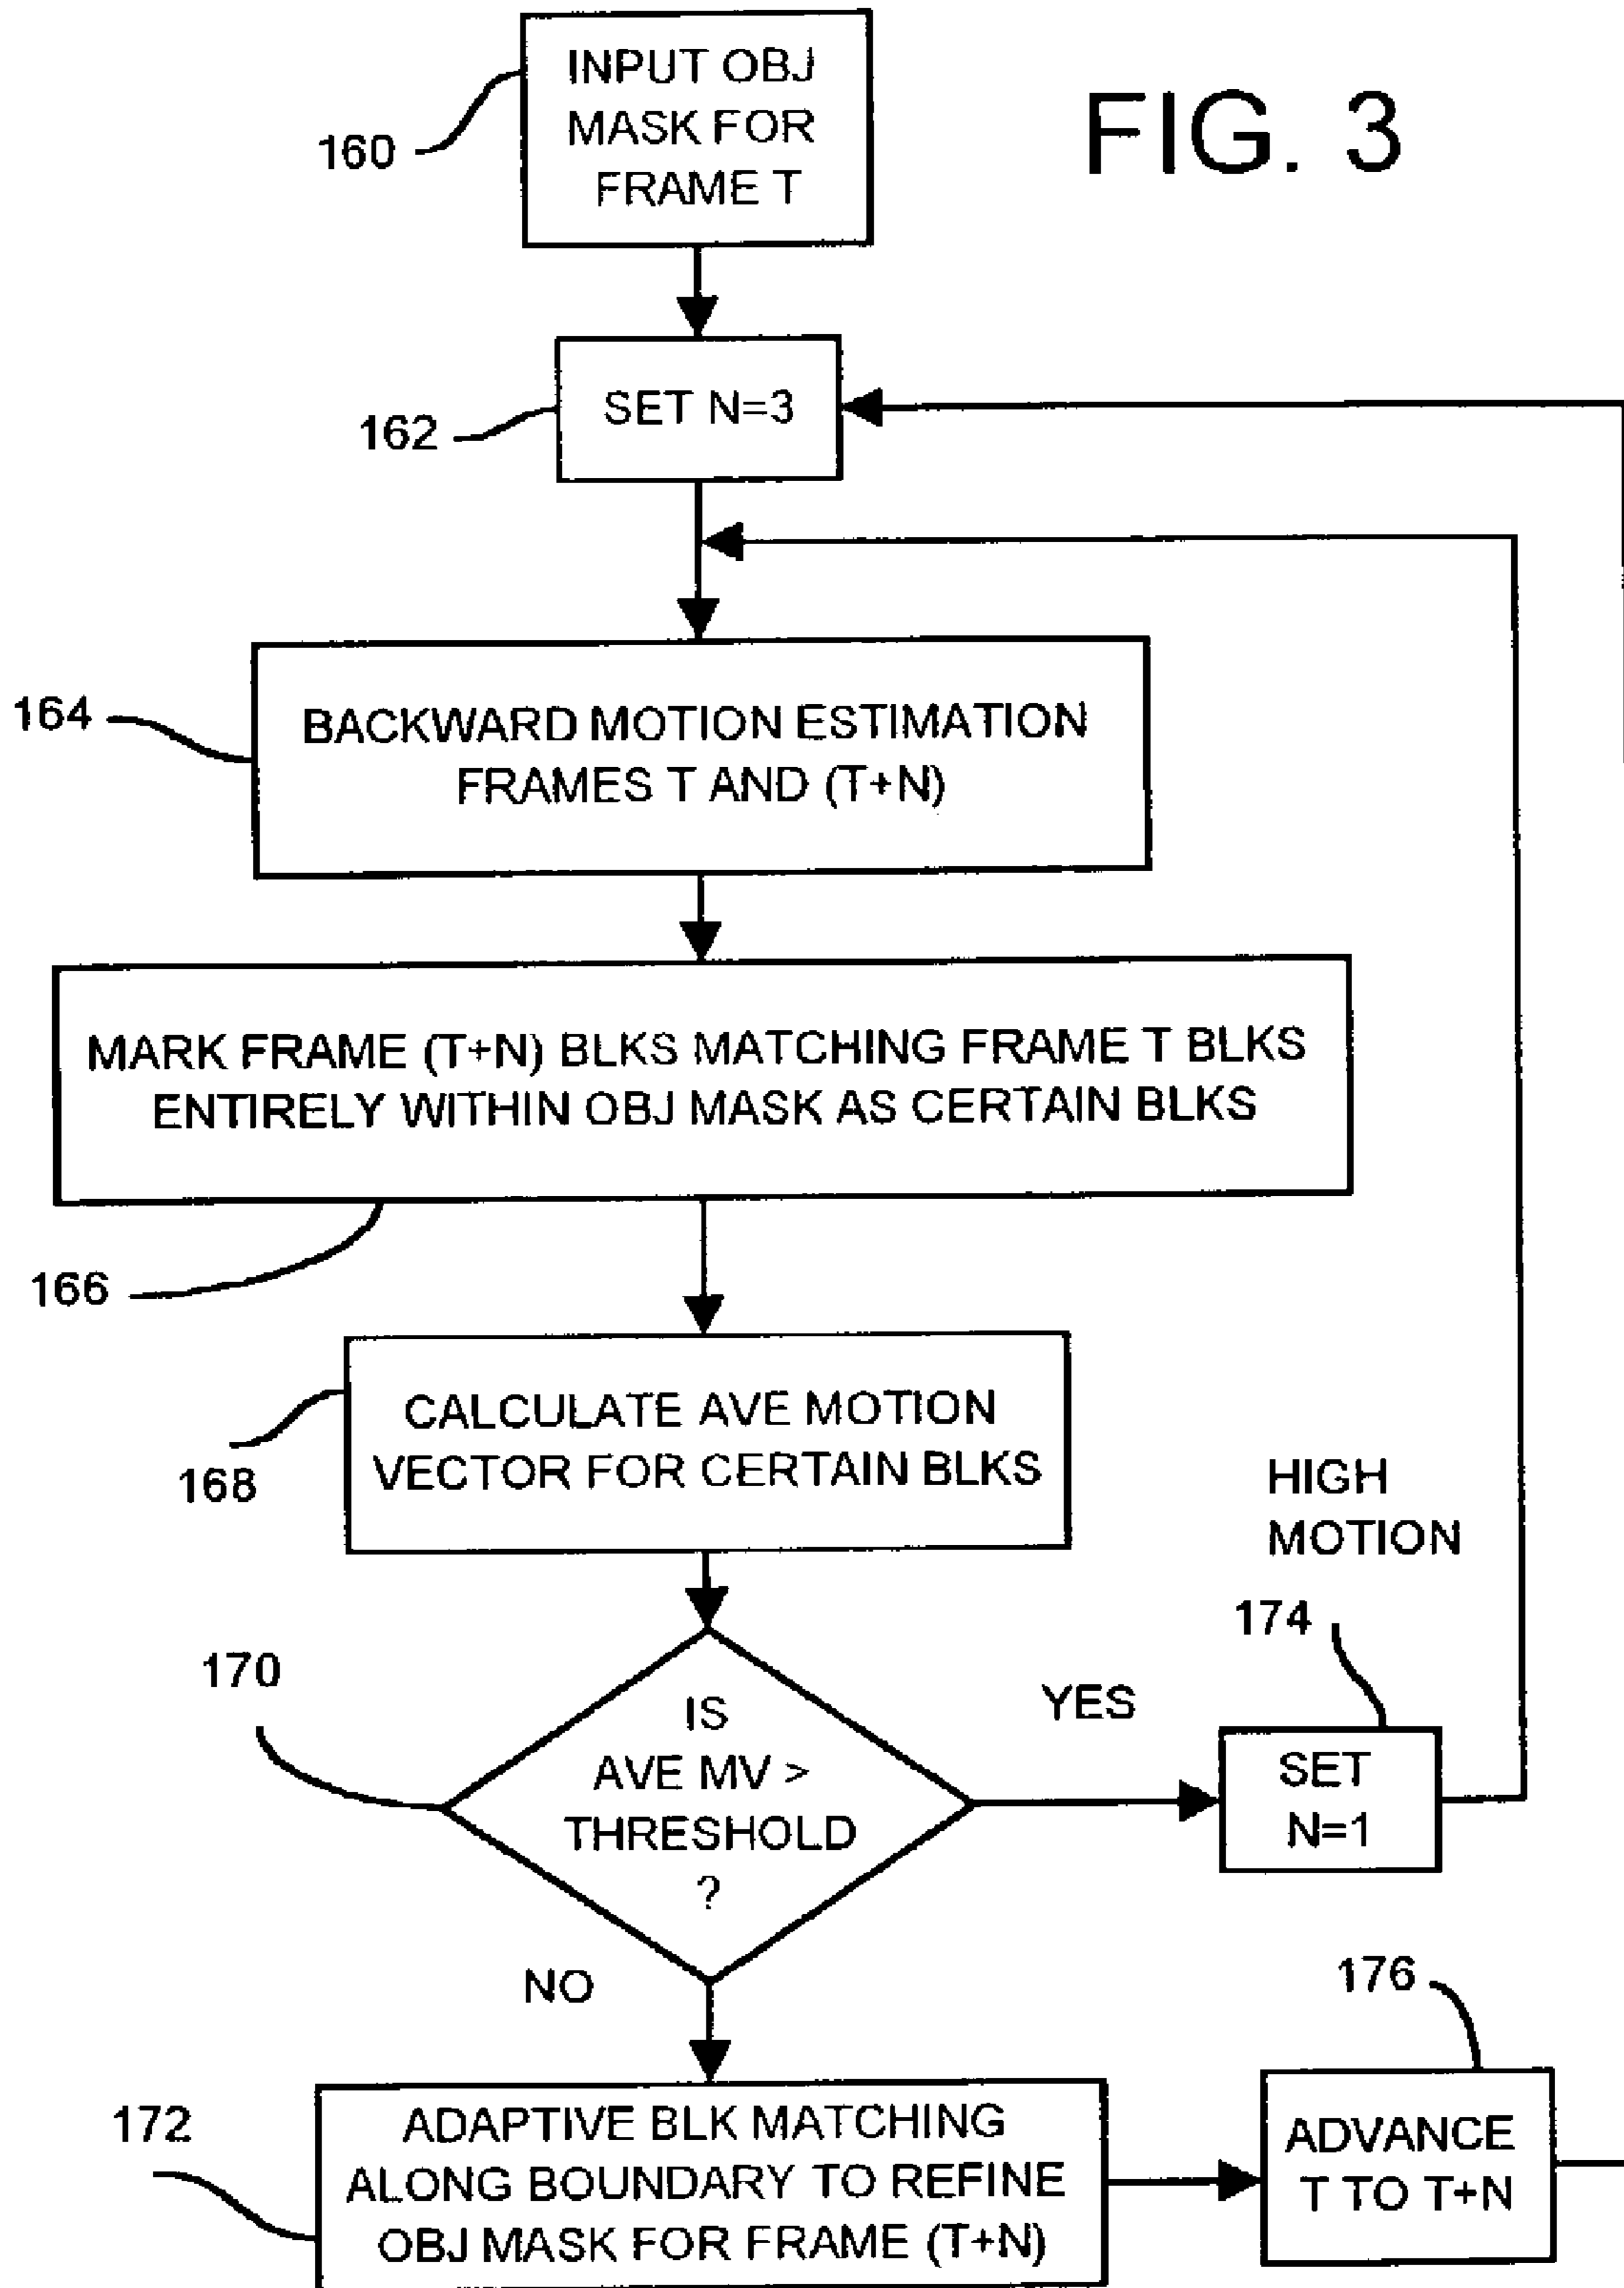 FIG. 3
160
INPUT OBJ
MASK FOR
FRAME T
162
SET N=3
164
BACKWARD MOTION ESTIMATION
FRAMES T AND (T+N)
MARK FRAME (T+N) BLKS MATCHING FRAME T BLKS
ENTIRELY WITHIN OBJ MASK AS CERTAIN BLKS
166
168
CALCULATE AVE MOTION
VECTOR FOR CERTAIN BLKS
HIGH
MOTION
170
IS
AVE MV >
THRESHOLD
?
YES
174
SET
N=1
NO
172
ADAPTIVE BLK MATCHING
ALONG BOUNDARY TO REFINE
OBJ MASK FOR FRAME (T+N)
176
ADVANCE
T TO T+N